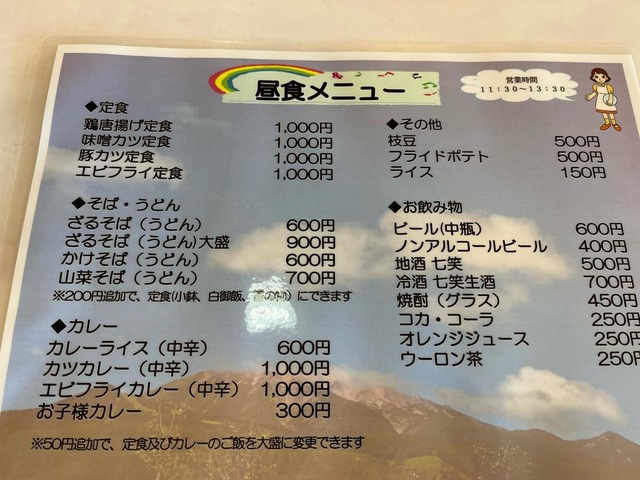 昼食メニュー
営業時間
11:30~13:30
◆定食
鶏唐揚げ定食 1,000円
味噌カツ定食 1,000円
豚カツ定食 1,000円
エビフライ定食 1,000円
◆そば・うどん
ざるそば(うどん) 600円
ざるそば(うどん)大盛 900円
かけそば(うどん) 600円
山菜そば(うどん) 700円
※200円追加で、定食(小鉢、白御飯、香の物)にできます
◆カレー
カレーライス(中辛) 600円
カツカレー(中辛) 1,000円
エビフライカレー(中辛) 1,000円
お子様カレー 300円
※50円追加で、定食及びカレーのご飯を大盛に変更できます
◆その他
枝豆 500円
フライドポテト 500円
ライス 150円
◆お飲み物
ビール(中瓶) 600円
ノンアルコールビール 400円
地酒 七笑 500円
冷酒 七笑生酒 700円
焼酎(グラス) 450円
コカ・コーラ 250円
オレンジジュース 250円
ウーロン茶 250円